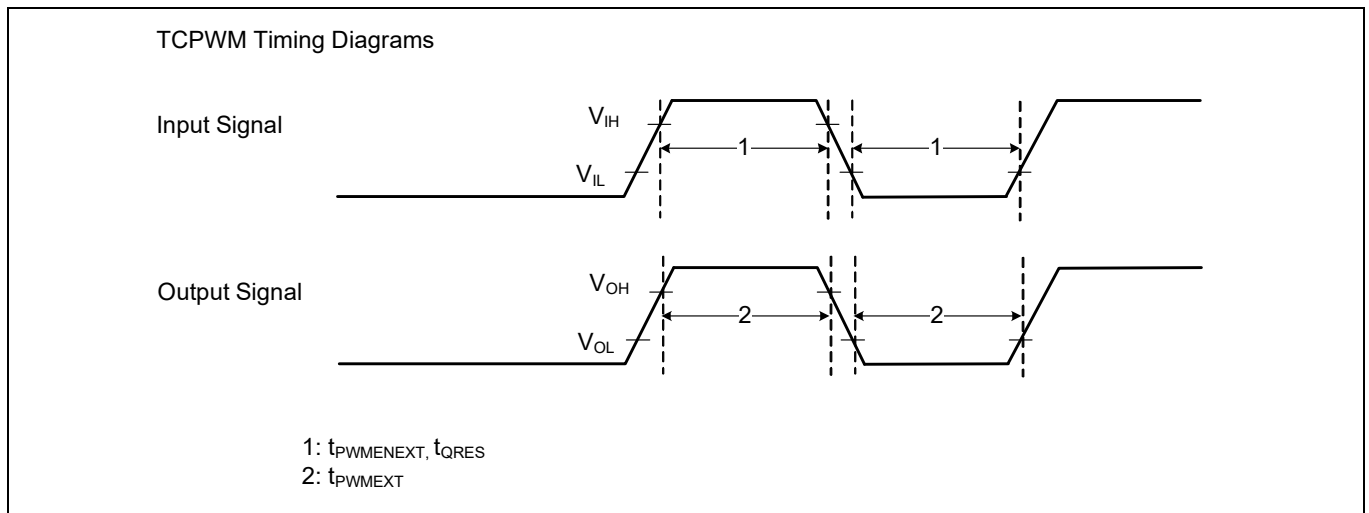 TCPWM Timing Diagrams
Input Signal
VIH
VIL
1
1
Output Signal
VOH
VOL
2
2
1: tPWMENEXT, tQRES
2: tPWMEXT